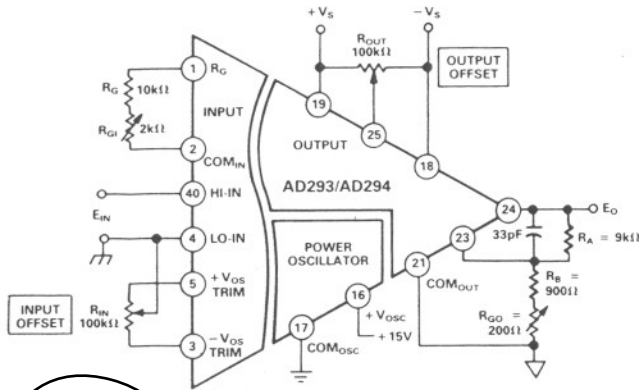 +VS
-VS
ROUT
100kΩ
OUTPUT
OFFSET
1
RG
RG
10kΩ
INPUT
19
RGI
2kΩ
25
2
COMIN
OUTPUT
18
40
HI-IN
AD293/AD294
24
EO
EIN
33pF
RA = 9kΩ
4
LO-IN
POWER
OSCILLATOR
23
21
COMOUT
RB =
900Ω
5
+VOS
TRIM
INPUT
OFFSET
RIN
100kΩ
16
+VOSC
+15V
RGO =
200Ω
17
COMOSC
3
-VOS
TRIM